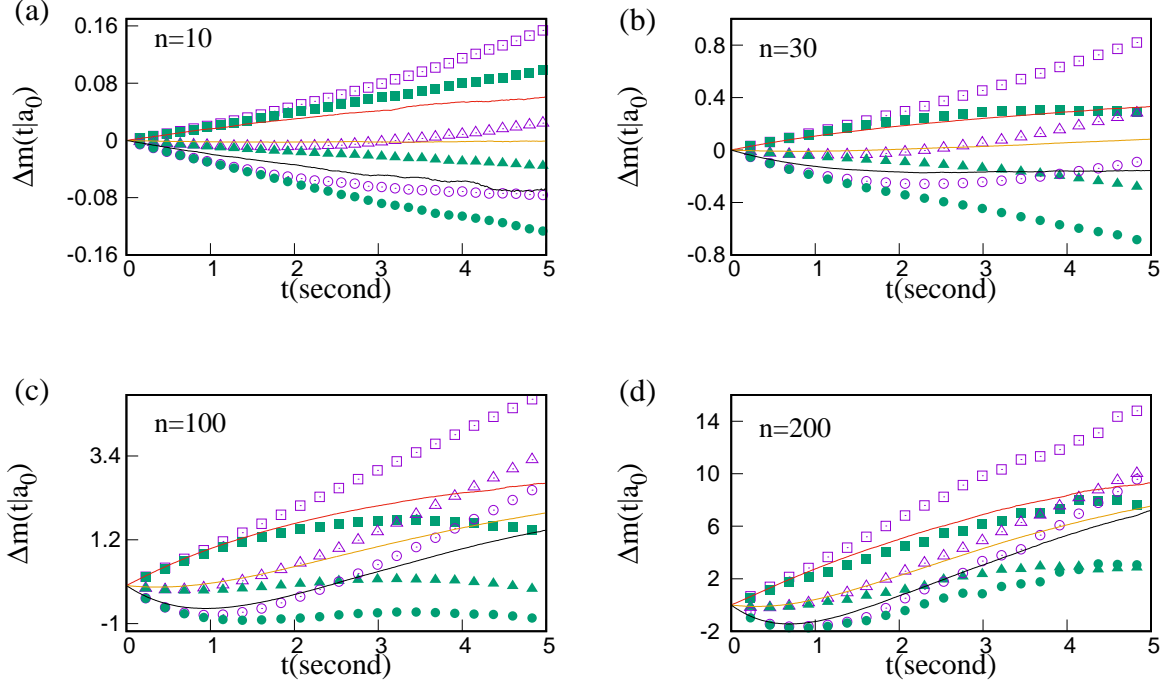 (a)
n=10
0.16
0.08
0
-0.08
-0.16
Δm(t|a0)
0 1 2 3 4 5
t(second)
(b)
n=30
0.8
0.4
0
-0.4
-0.8
Δm(t|a0)
0 1 2 3 4 5
t(second)
(c)
n=100
3.4
1.2
-1
Δm(t|a0)
0 1 2 3 4 5
t(second)
(d)
n=200
14
10
6
2
-2
Δm(t|a0)
0 1 2 3 4 5
t(second)